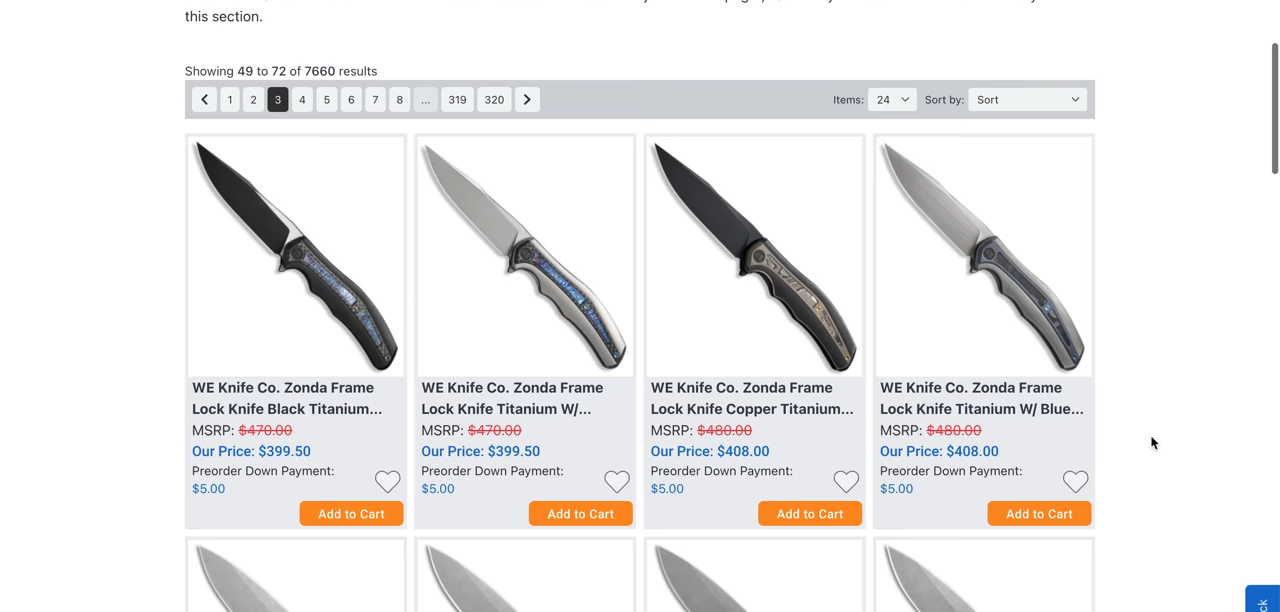 this section.
Showing 49 to 72 of 7660 results
1 2 3 4 5 6 7 8 ... 319 320
Items: 24 Sort by: Sort
WE Knife Co. Zonda Frame Lock Knife Black Titanium...
MSRP: $470.00
Our Price: $399.50
Preorder Down Payment:
$5.00
Add to Cart
WE Knife Co. Zonda Frame Lock Knife Titanium W/...
MSRP: $470.00
Our Price: $399.50
Preorder Down Payment:
$5.00
Add to Cart
WE Knife Co. Zonda Frame Lock Knife Copper Titanium...
MSRP: $480.00
Our Price: $408.00
Preorder Down Payment:
$5.00
Add to Cart
WE Knife Co. Zonda Frame Lock Knife Titanium W/ Blue...
MSRP: $480.00
Our Price: $408.00
Preorder Down Payment:
$5.00
Add to Cart